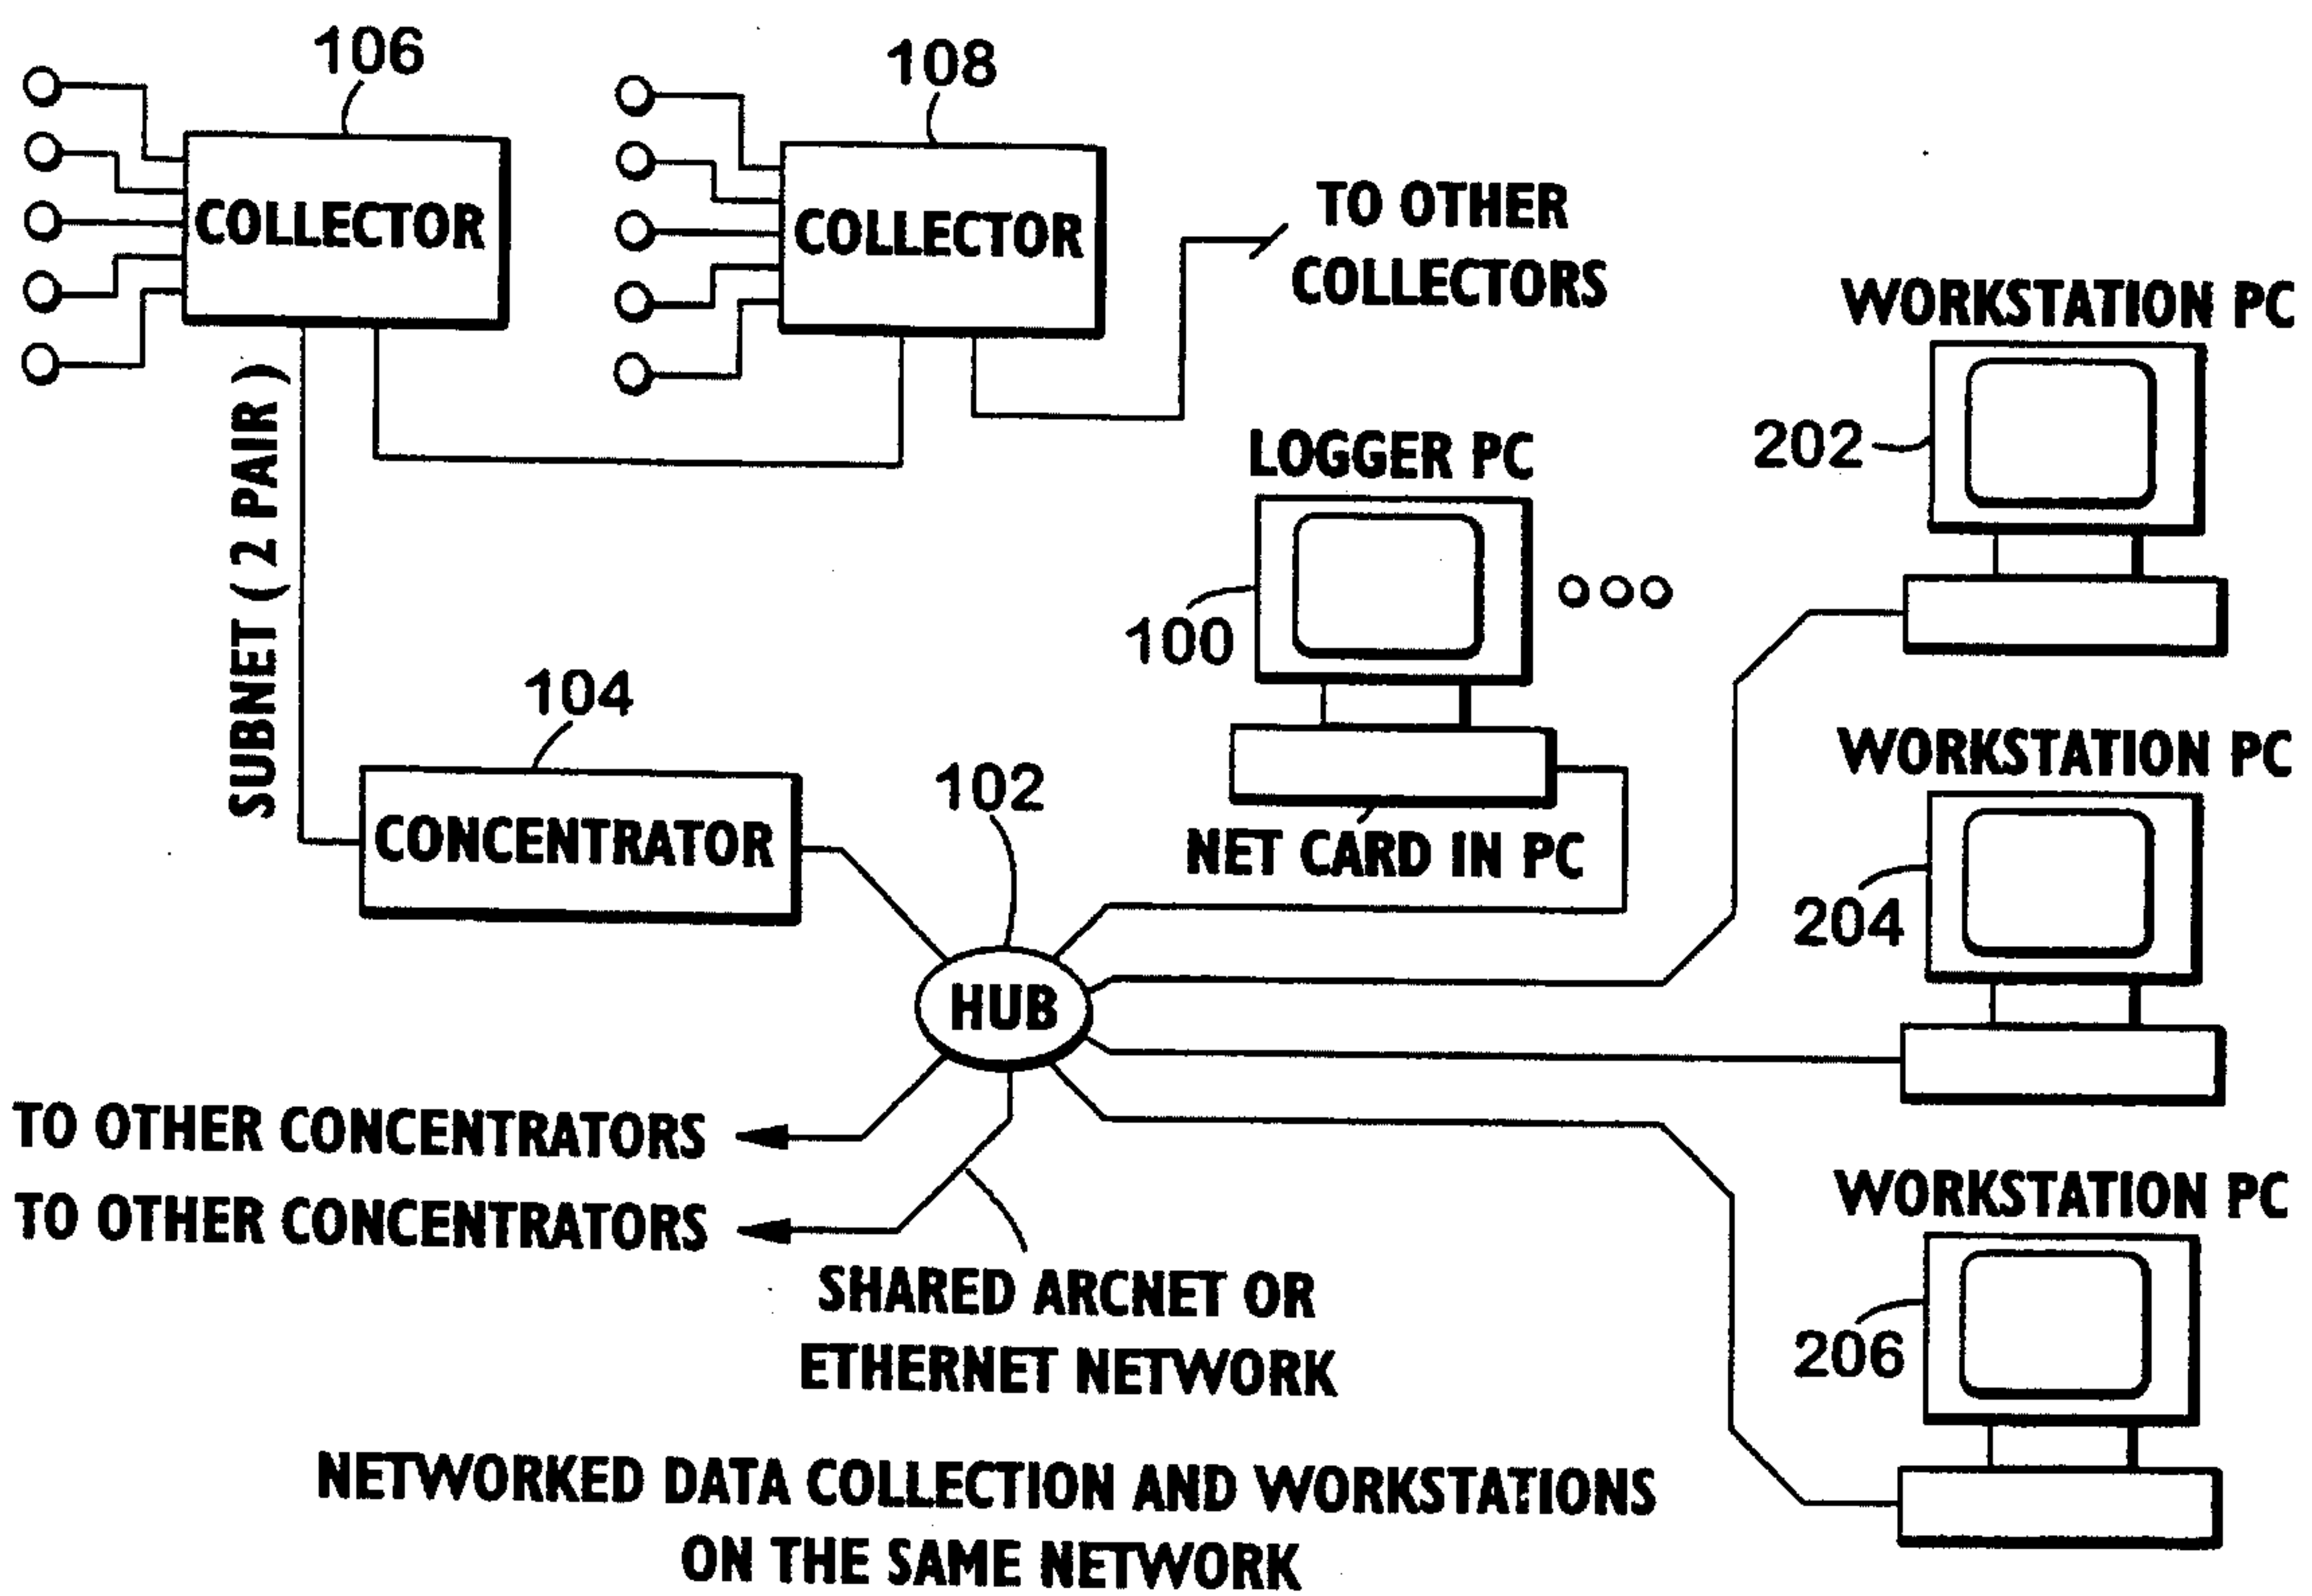 106
108
COLLECTOR
COLLECTOR
TO OTHER
COLLECTORS
WORKSTATION PC
202
LOGGER PC
100
SUBNET ( 2 PAIR )
104
CONCENTRATOR
102
NET CARD IN PC
WORKSTATION PC
204
HUB
TO OTHER CONCENTRATORS
TO OTHER CONCENTRATORS
WORKSTATION PC
206
SHARED ARCNET OR
ETHERNET NETWORK
NETWORKED DATA COLLECTION AND WORKSTATIONS
ON THE SAME NETWORK